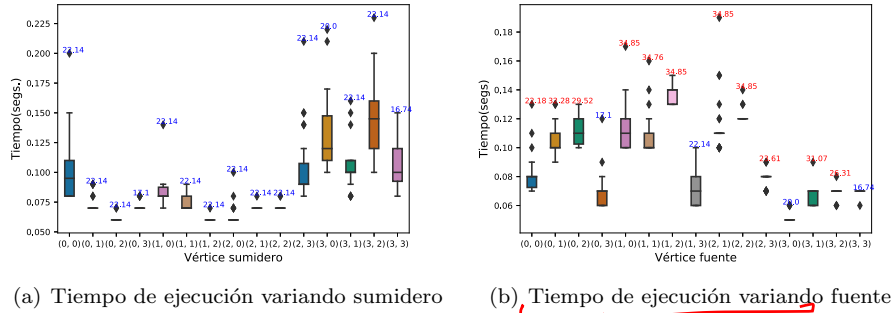 22.14 22.14 22.14 17.1 22.14 22.14 22.14 22.14 22.14 22.14 22.14 20.0 22.14 22.14 16.74
0.225
0.200
0.175
0.150
0.125
0.100
0.075
0.050
Tiempo(segs.)
(0, 0) (0, 1) (0, 2) (0, 3) (1, 0) (1, 1) (1, 2) (2, 0) (2, 1) (2, 2) (2, 3) (3, 0) (3, 1) (3, 2) (3, 3)
Vértice sumidero
(a) Tiempo de ejecución variando sumidero
34.85 34.85 34.76 34.85 34.85 29.52 17.1 22.14 31.07 16.74
0.18
0.16
0.14
0.12
0.10
0.08
0.06
Tiempo(segs)
(0, 0) (0, 1) (0, 2) (0, 3) (1, 0) (1, 1) (1, 2) (1, 3) (2, 1) (2, 2) (2, 3) (3, 0) (3, 1) (3, 2) (3, 3)
Vértice fuente
(b) Tiempo de ejecución variando fuente